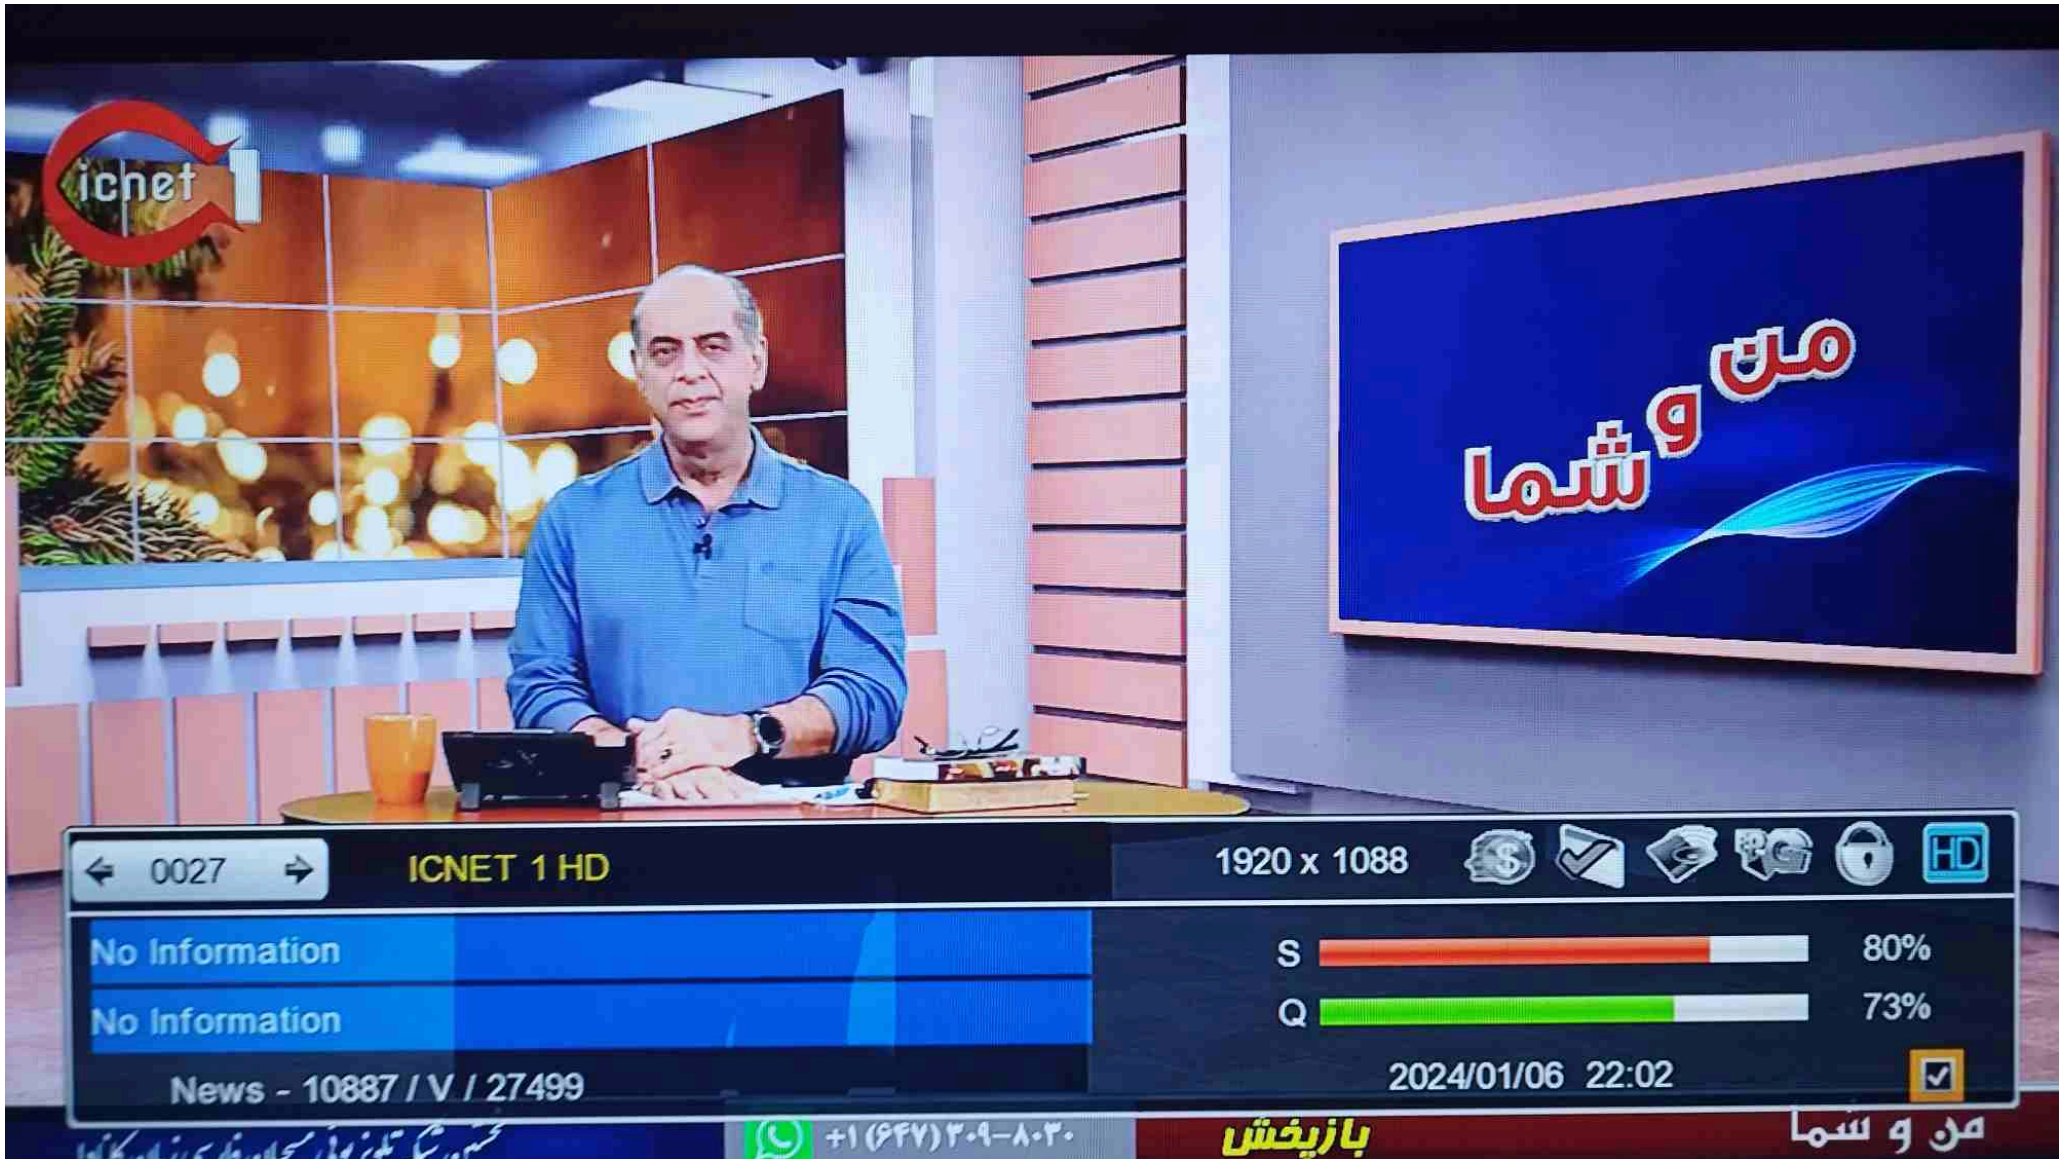 icnet 1
من و شما
0027
ICNET 1 HD
1920 x 1088
HD
No Information
No Information
S
80%
Q
73%
News - 10887 / V / 27499
2024/01/06 22:02
+۱(۶۴۷)۳۰۹-۸۰۳۰
بازپخش
من و شما